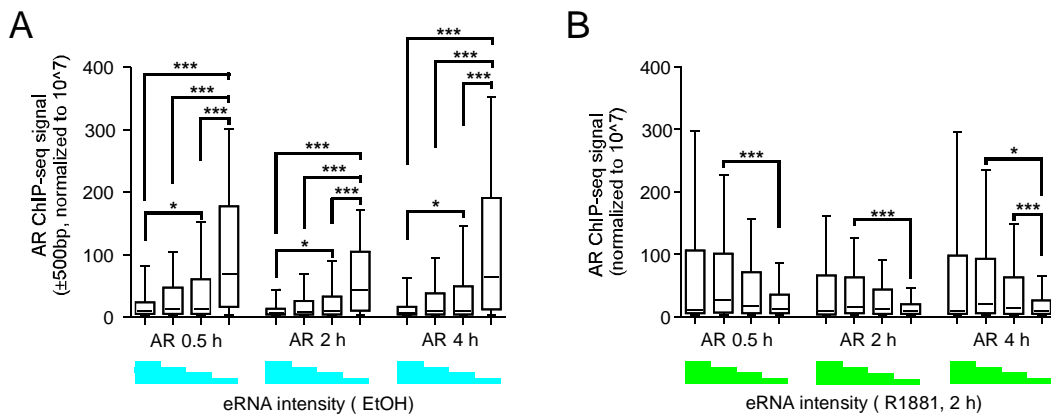 A
AR ChIP-seq signal
(±500bp, normalized to 10^7)
400
300
200
100
0
***
***
***
*
***
***
***
*
***
***
***
*
AR 0.5 h
AR 2 h
AR 4 h
eRNA intensity ( EtOH)
B
AR ChIP-seq signal
(normalized to 10^7)
400
300
200
100
0
***
***
*
***
AR 0.5 h
AR 2 h
AR 4 h
eRNA intensity ( R1881, 2 h)